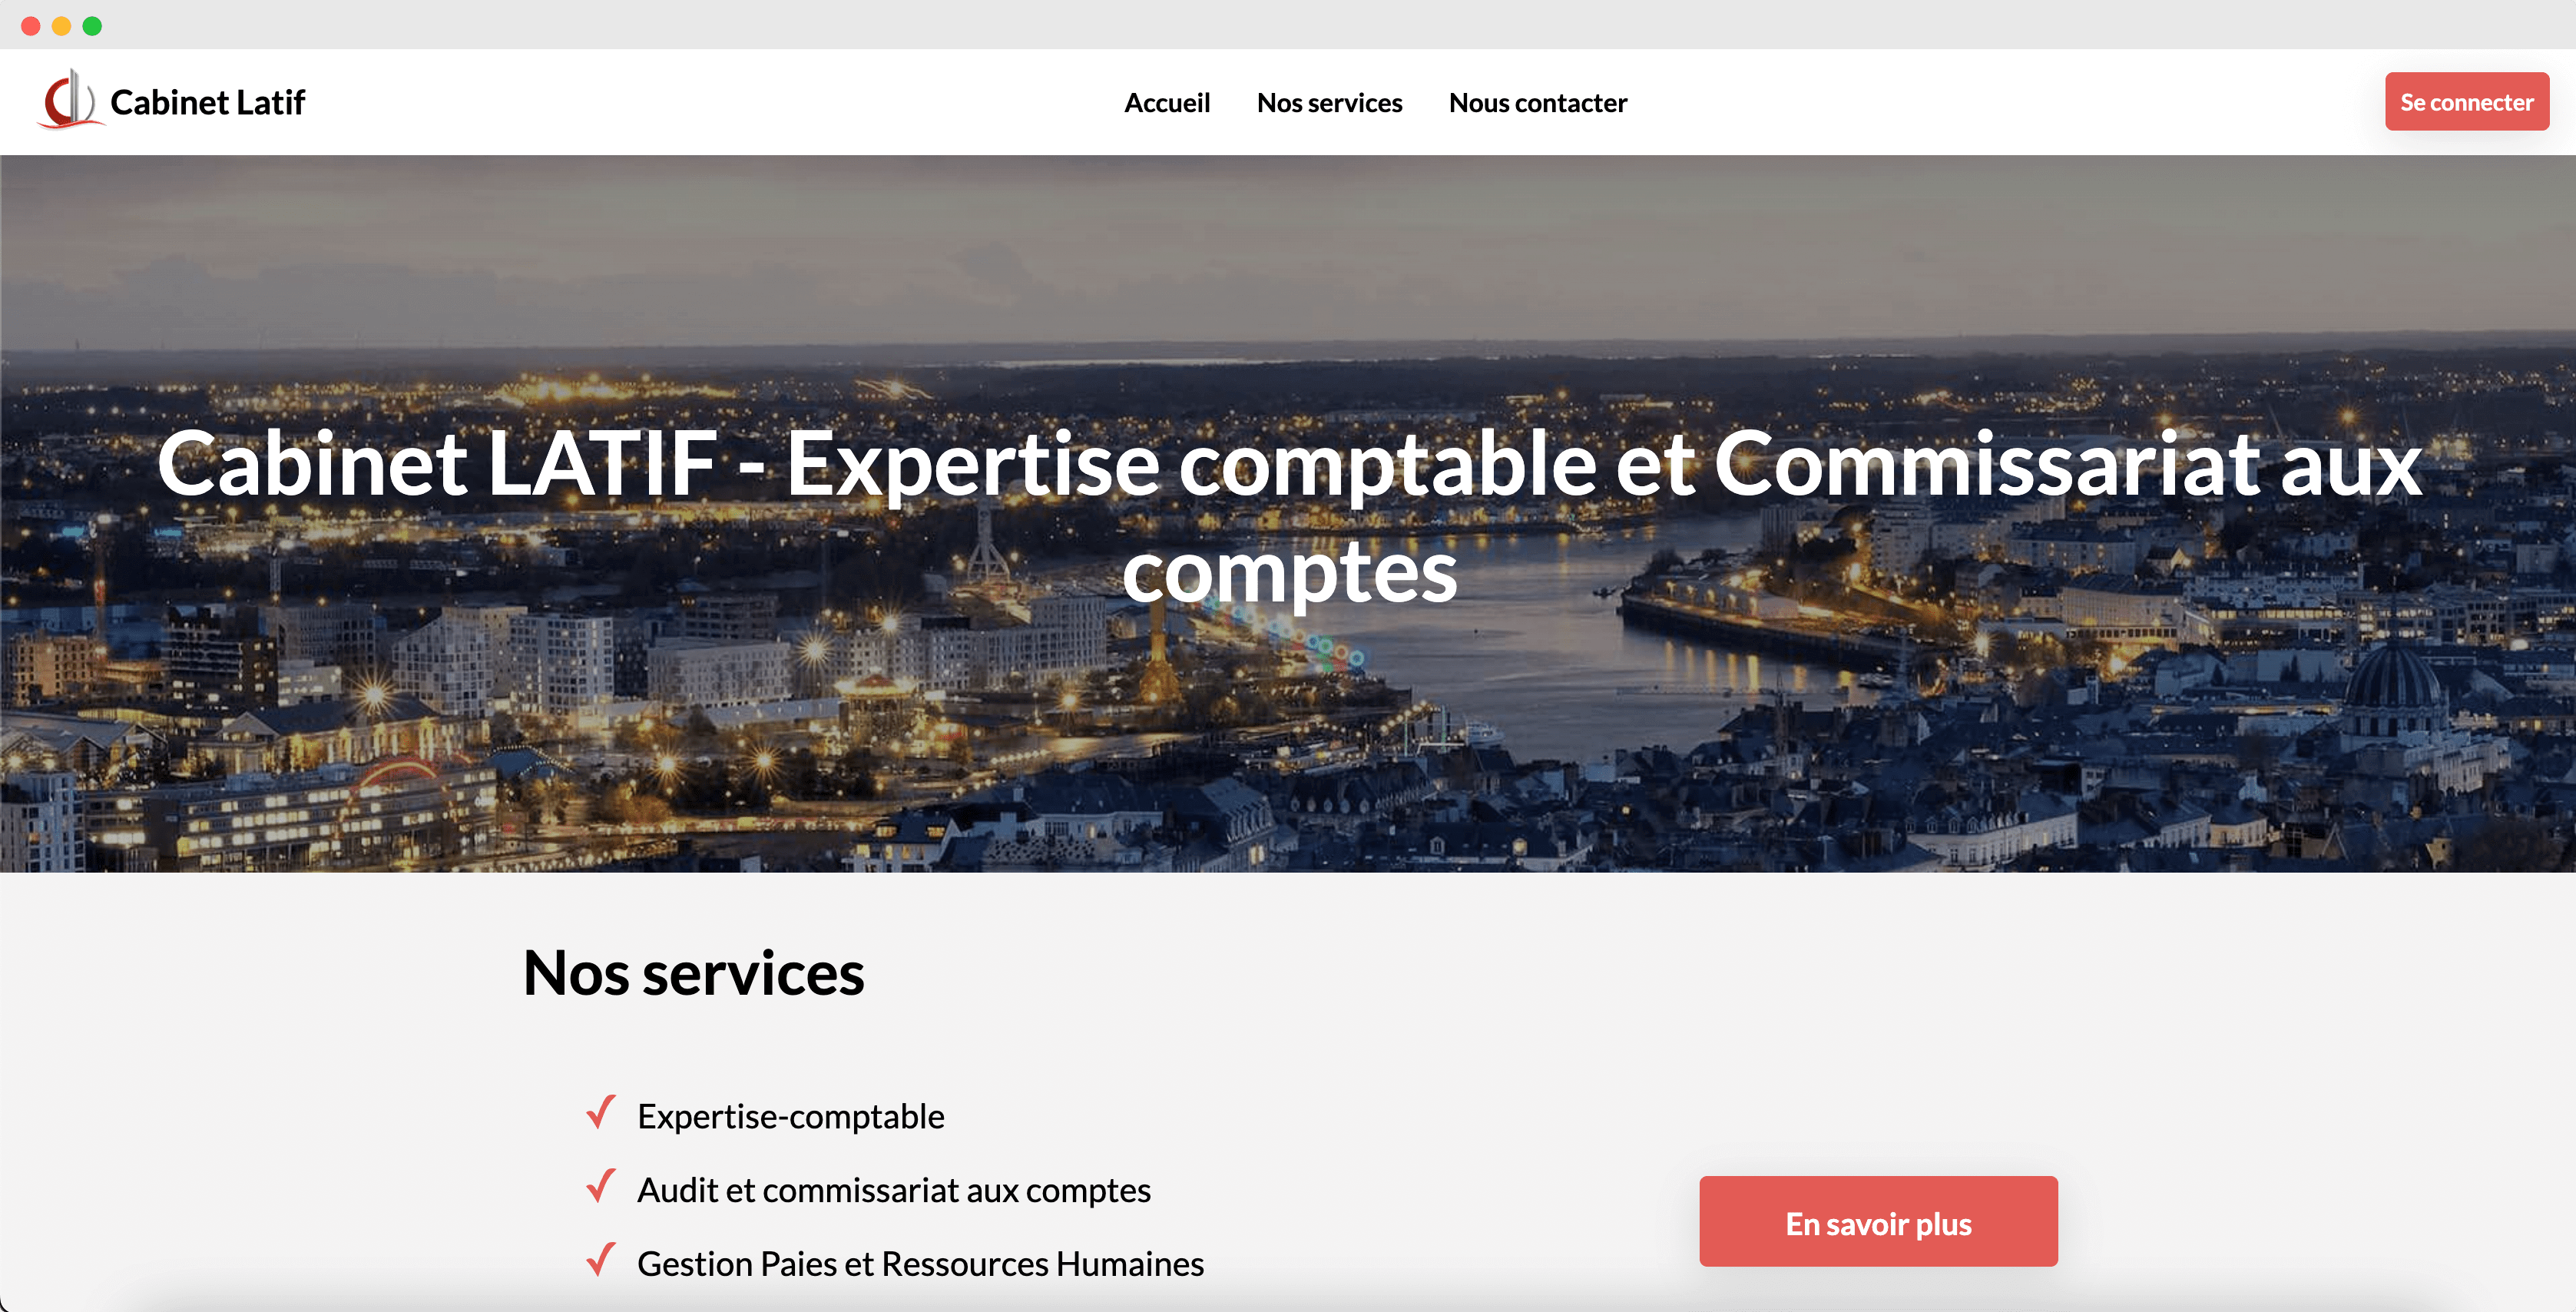 Cabinet Latif
Accueil
Nos services
Nous contacter
Se connecter
Cabinet LATIF - Expertise comptable et Commissariat aux
comptes
Nos services
Expertise-comptable
Audit et commissariat aux comptes
Gestion Paies et Ressources Humaines
En savoir plus